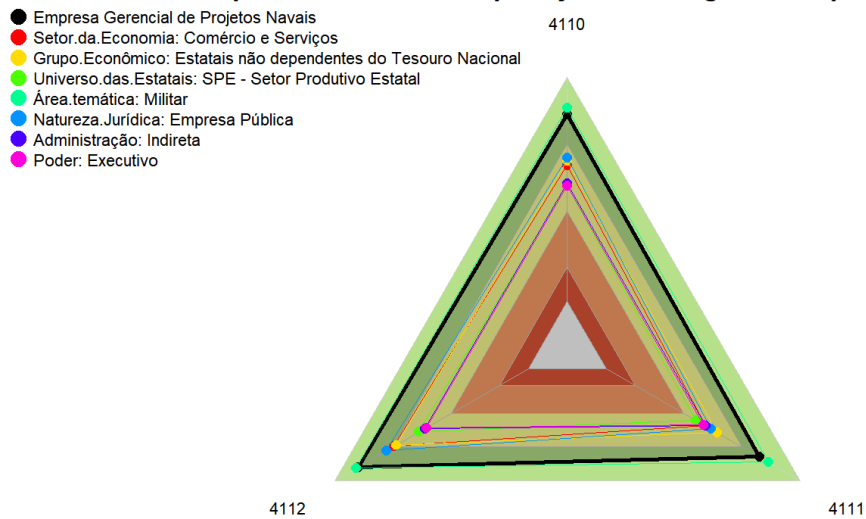 4110
Empresa Gerencial de Projetos Navais
Setor.da.Economia: Comércio e Serviços
Grupo.Econômico: Estatais não dependentes do Tesouro Nacional
Universo.das.Estatais: SPE - Setor Produtivo Estatal
Área.temática: Militar
Natureza.Jurídica: Empresa Pública
Administração: Indireta
Poder: Executivo
4112
4111